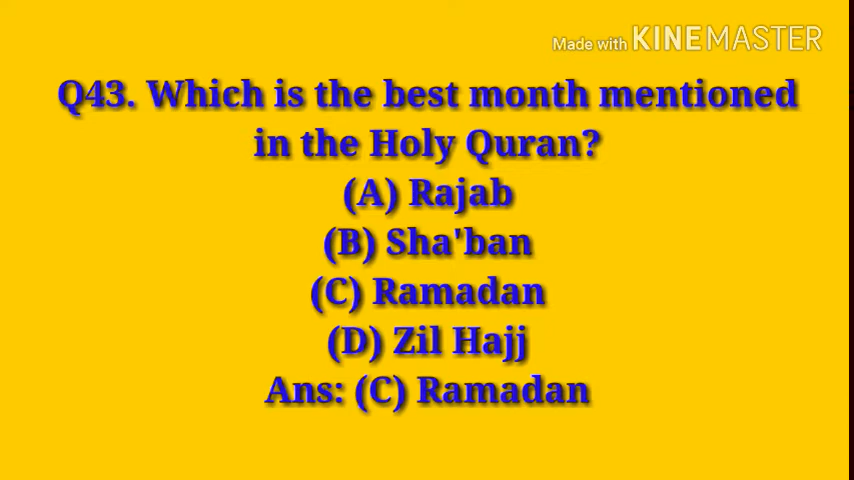 Made with KINEMASTER
Q43. Which is the best month mentioned
in the Holy Quran?
(A) Rajab
(B) Sha'ban
(C) Ramadan
(D) Zil Hajj
Ans: (C) Ramadan